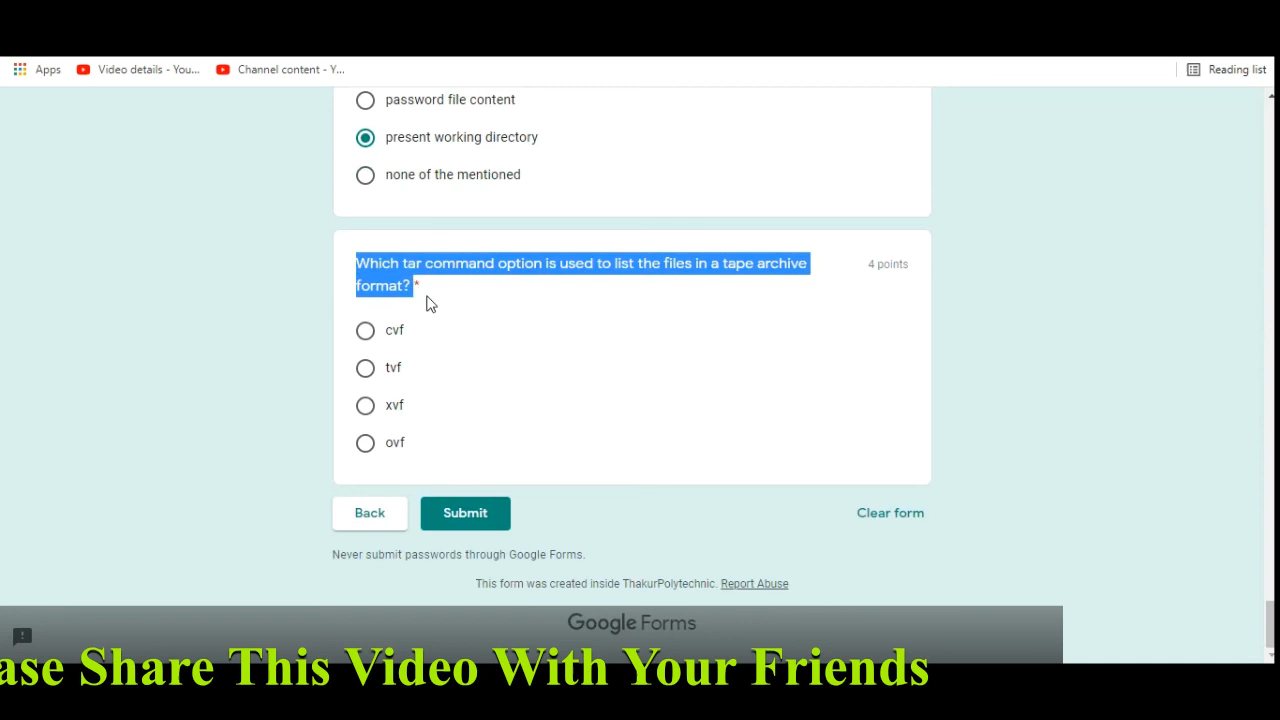 Apps Video details - You... Channel content - Y... Reading list
password file content
present working directory
none of the mentioned
Which tar command option is used to list the files in a tape archive 4 points
format? *
cvf
tvf
xvf
ovf
Back Submit Clear form
Never submit passwords through Google Forms.
This form was created inside ThakurPolytechnic. Report Abuse
Google Forms
ase Share This Video With Your Friends